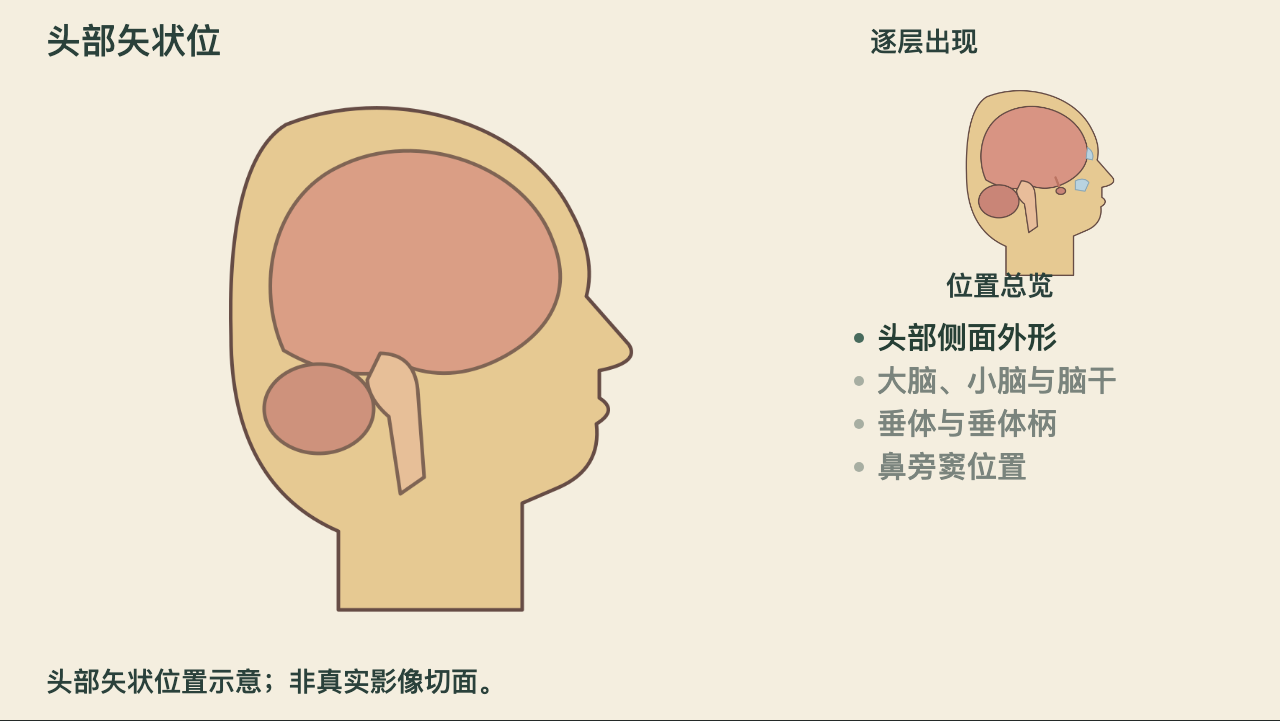 头部矢状位
逐层出现
位置总览
头部侧面外形
大脑、小脑与脑干
垂体与垂体柄
鼻旁窦位置
头部矢状位置示意；非真实影像切面。